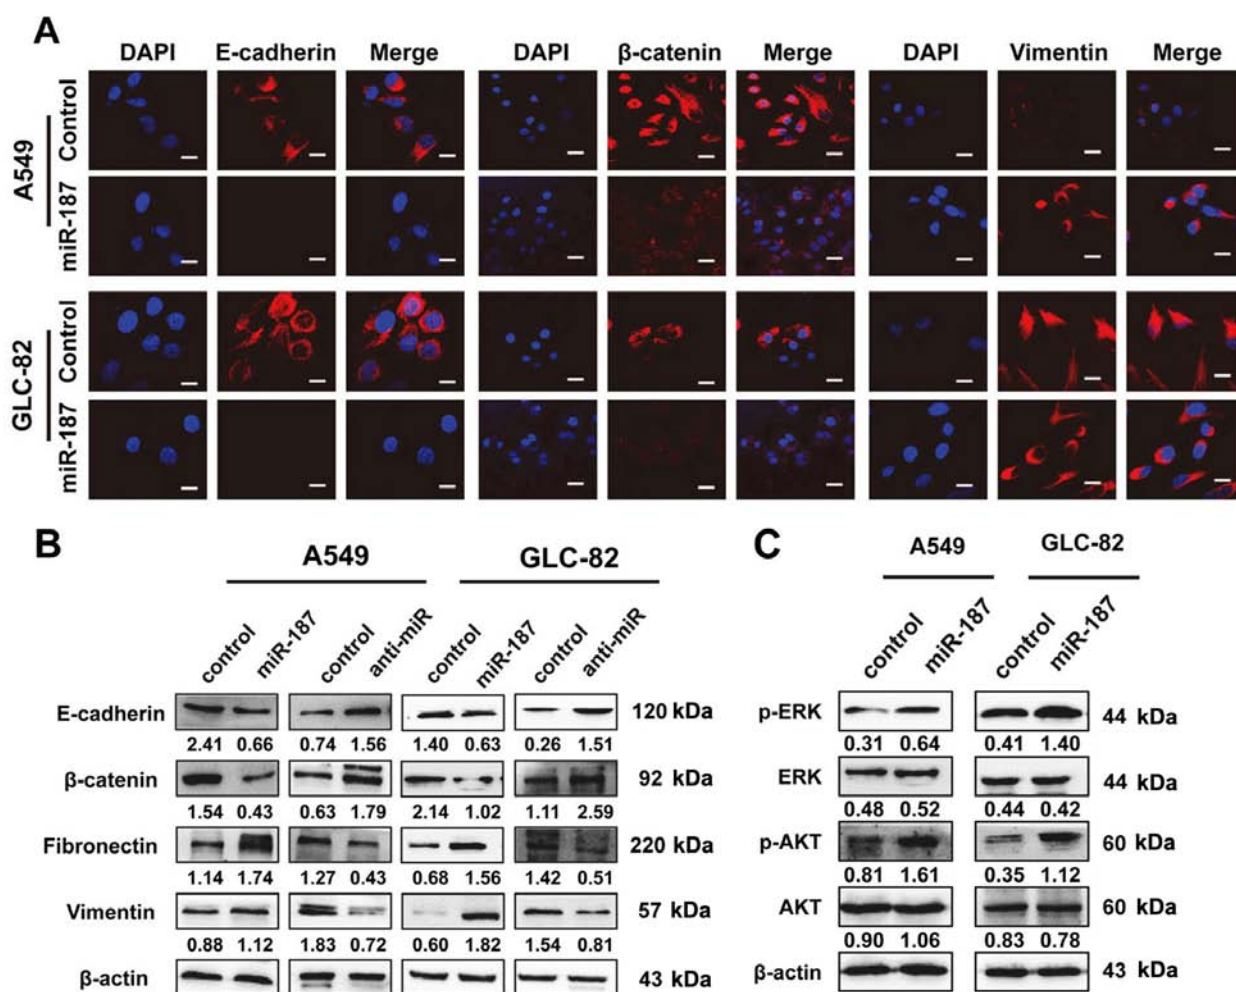 A
DAPI E-cadherin Merge DAPI β-catenin Merge DAPI Vimentin Merge
A549
Control
miR-187
GLC-82
Control
miR-187
B
A549 GLC-82
control miR-187 control anti-miR control miR-187 control anti-miR
E-cadherin 120 kDa
2.41 0.66 0.74 1.56 1.40 0.63 0.26 1.51
β-catenin 92 kDa
1.54 0.43 0.63 1.79 2.14 1.02 1.11 2.59
Fibronectin 220 kDa
1.14 1.74 1.27 0.43 0.68 1.56 1.42 0.51
Vimentin 57 kDa
0.88 1.12 1.83 0.72 0.60 1.82 1.54 0.81
β-actin 43 kDa
C
A549 GLC-82
control miR-187 control miR-187
p-ERK 44 kDa
0.31 0.64 0.41 1.40
ERK 44 kDa
0.48 0.52 0.44 0.42
p-AKT 60 kDa
0.81 1.61 0.35 1.12
AKT 60 kDa
0.90 1.06 0.83 0.78
β-actin 43 kDa